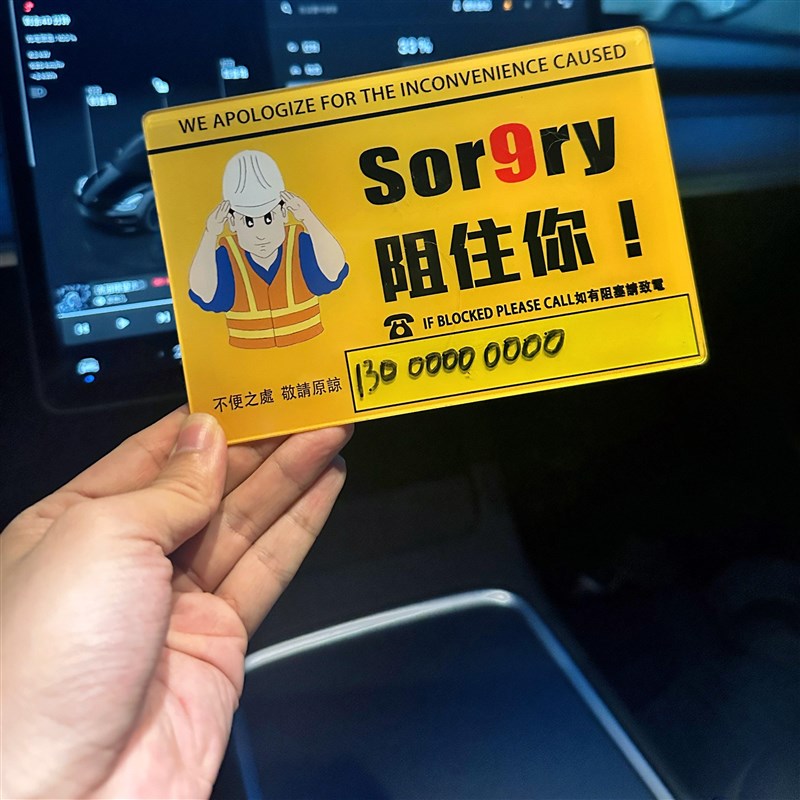 WE APOLOGIZE FOR THE INCONVENIENCE CAUSED
Sor9ry
阻住你！
IF BLOCKED PLEASE CALL如有阻塞請致電
130 0000 0000
不便之處 敬請原諒